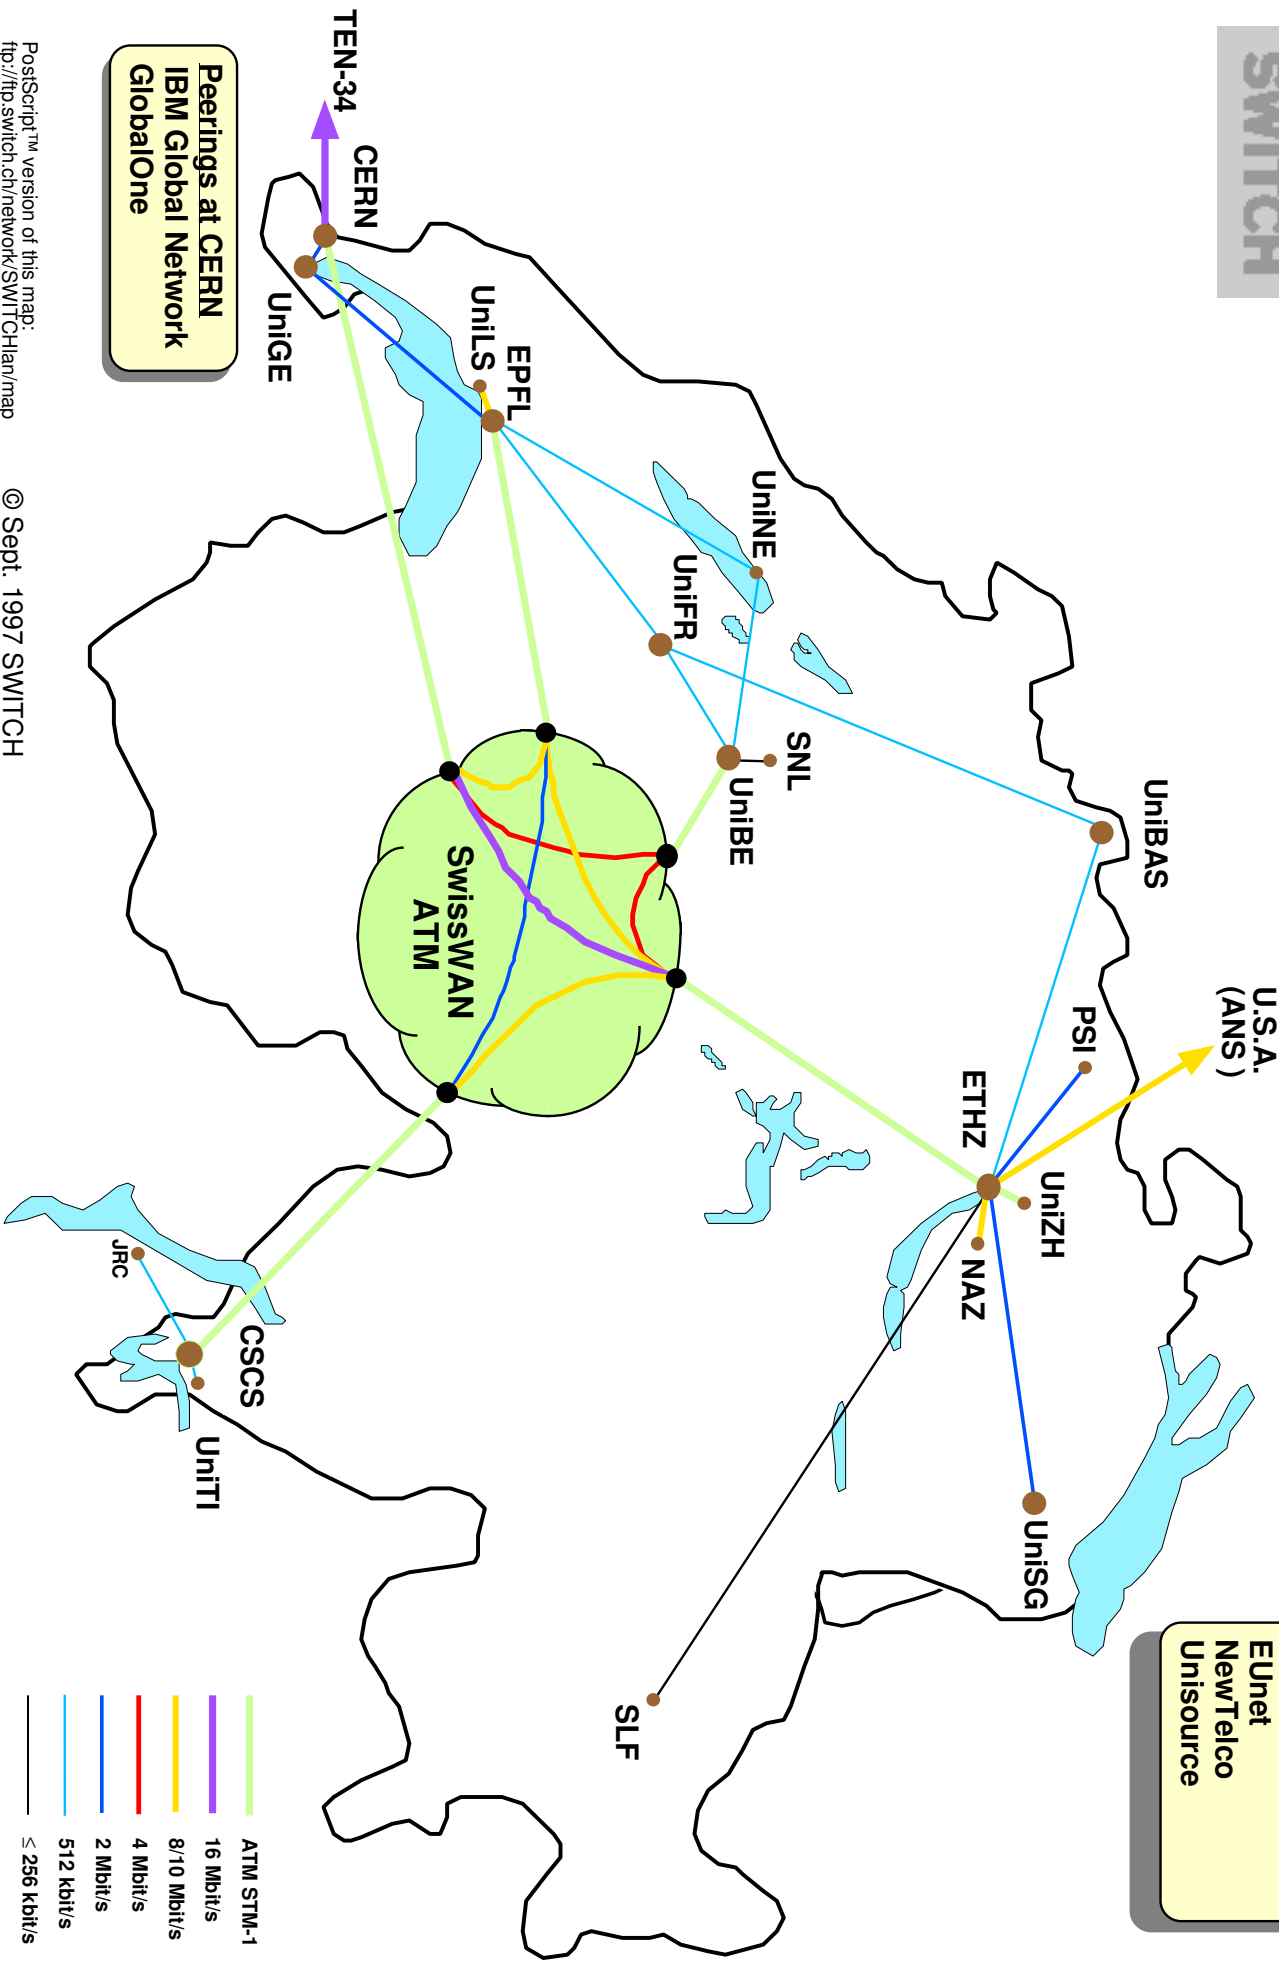 SWITCH
U.S.A.
(ANS )
EUnet
NewTelco
Unisource
UniBAS
PSI
ETHZ
UniZH
NAZ
UniSG
SNL
UniBE
UniNE
UniFR
SLF
EPFL
UniLS
SwissWAN
ATM
TEN-34
CERN
UniGE
CSCS
UniTI
JRC
Peerings at CERN
IBM Global Network
GlobalOne
ATM STM-1
16 Mbit/s
8/10 Mbit/s
4 Mbit/s
2 Mbit/s
512 kbit/s
≤ 256 kbit/s
PostScript™ version of this map:
ftp://ftp.switch.ch/network/SWITCHlan/map
© Sept. 1997 SWITCH